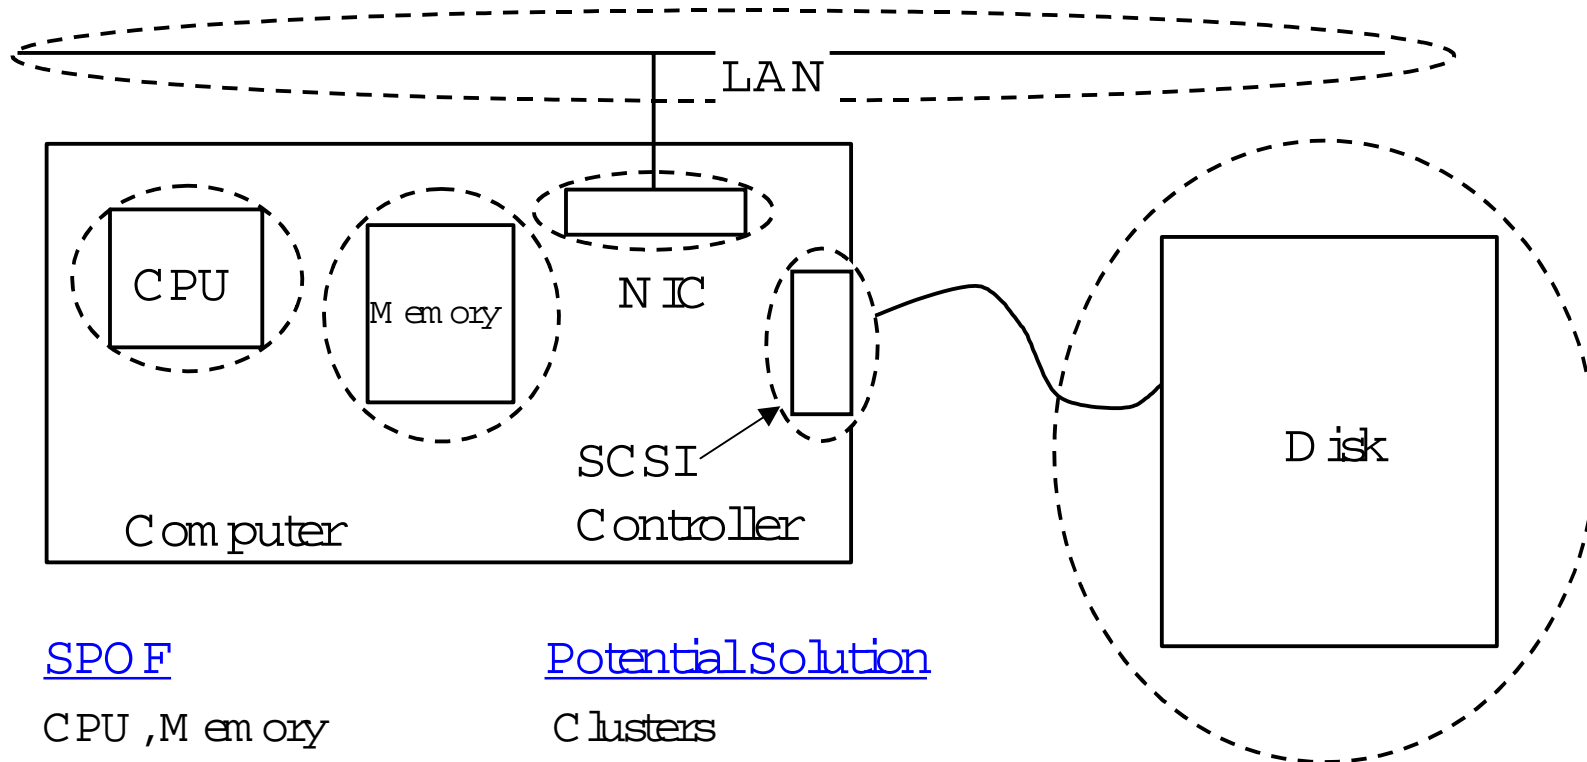 LAN
CPU
Memory
NIC
SCSI
Controller
Disk
Computer
SPOF
Potential Solution
CPU, Memory
Clusters